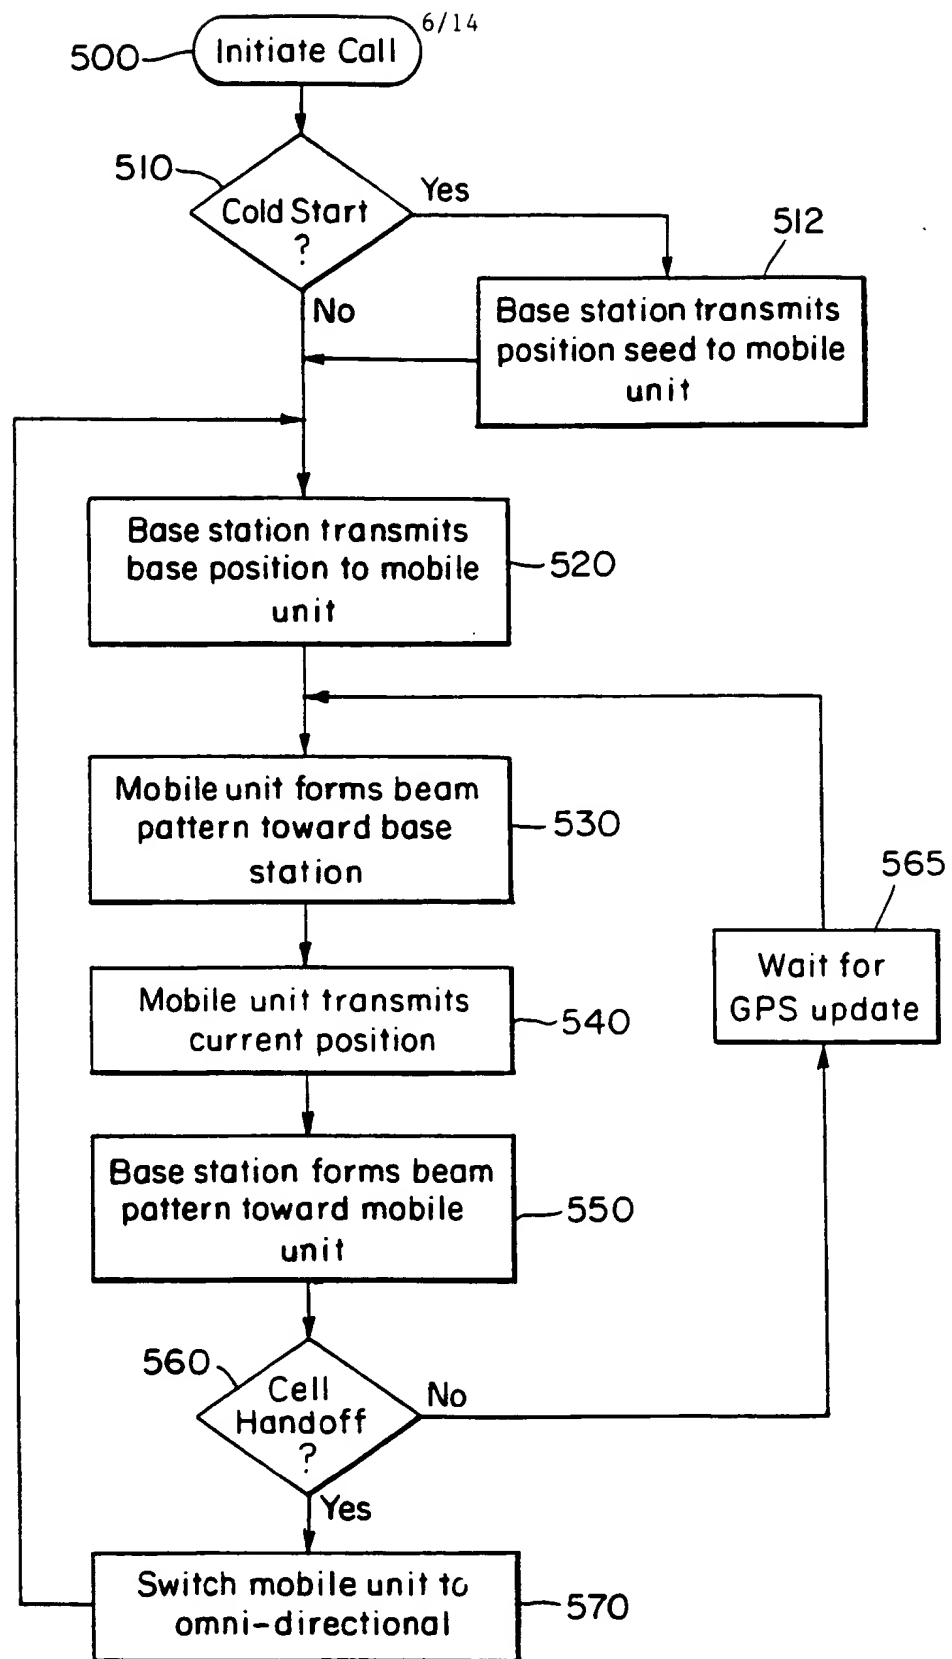 6/14
500
Initiate Call
510
Cold Start
?
Yes
No
512
Base station transmits
position seed to mobile
unit
Base station transmits
base position to mobile
unit
520
Mobile unit forms beam
pattern toward base
station
530
565
Wait for
GPS update
Mobile unit transmits
current position
540
Base station forms beam
pattern toward mobile
unit
550
560
Cell
Handoff
?
No
Yes
Switch mobile unit to
omni-directional
570